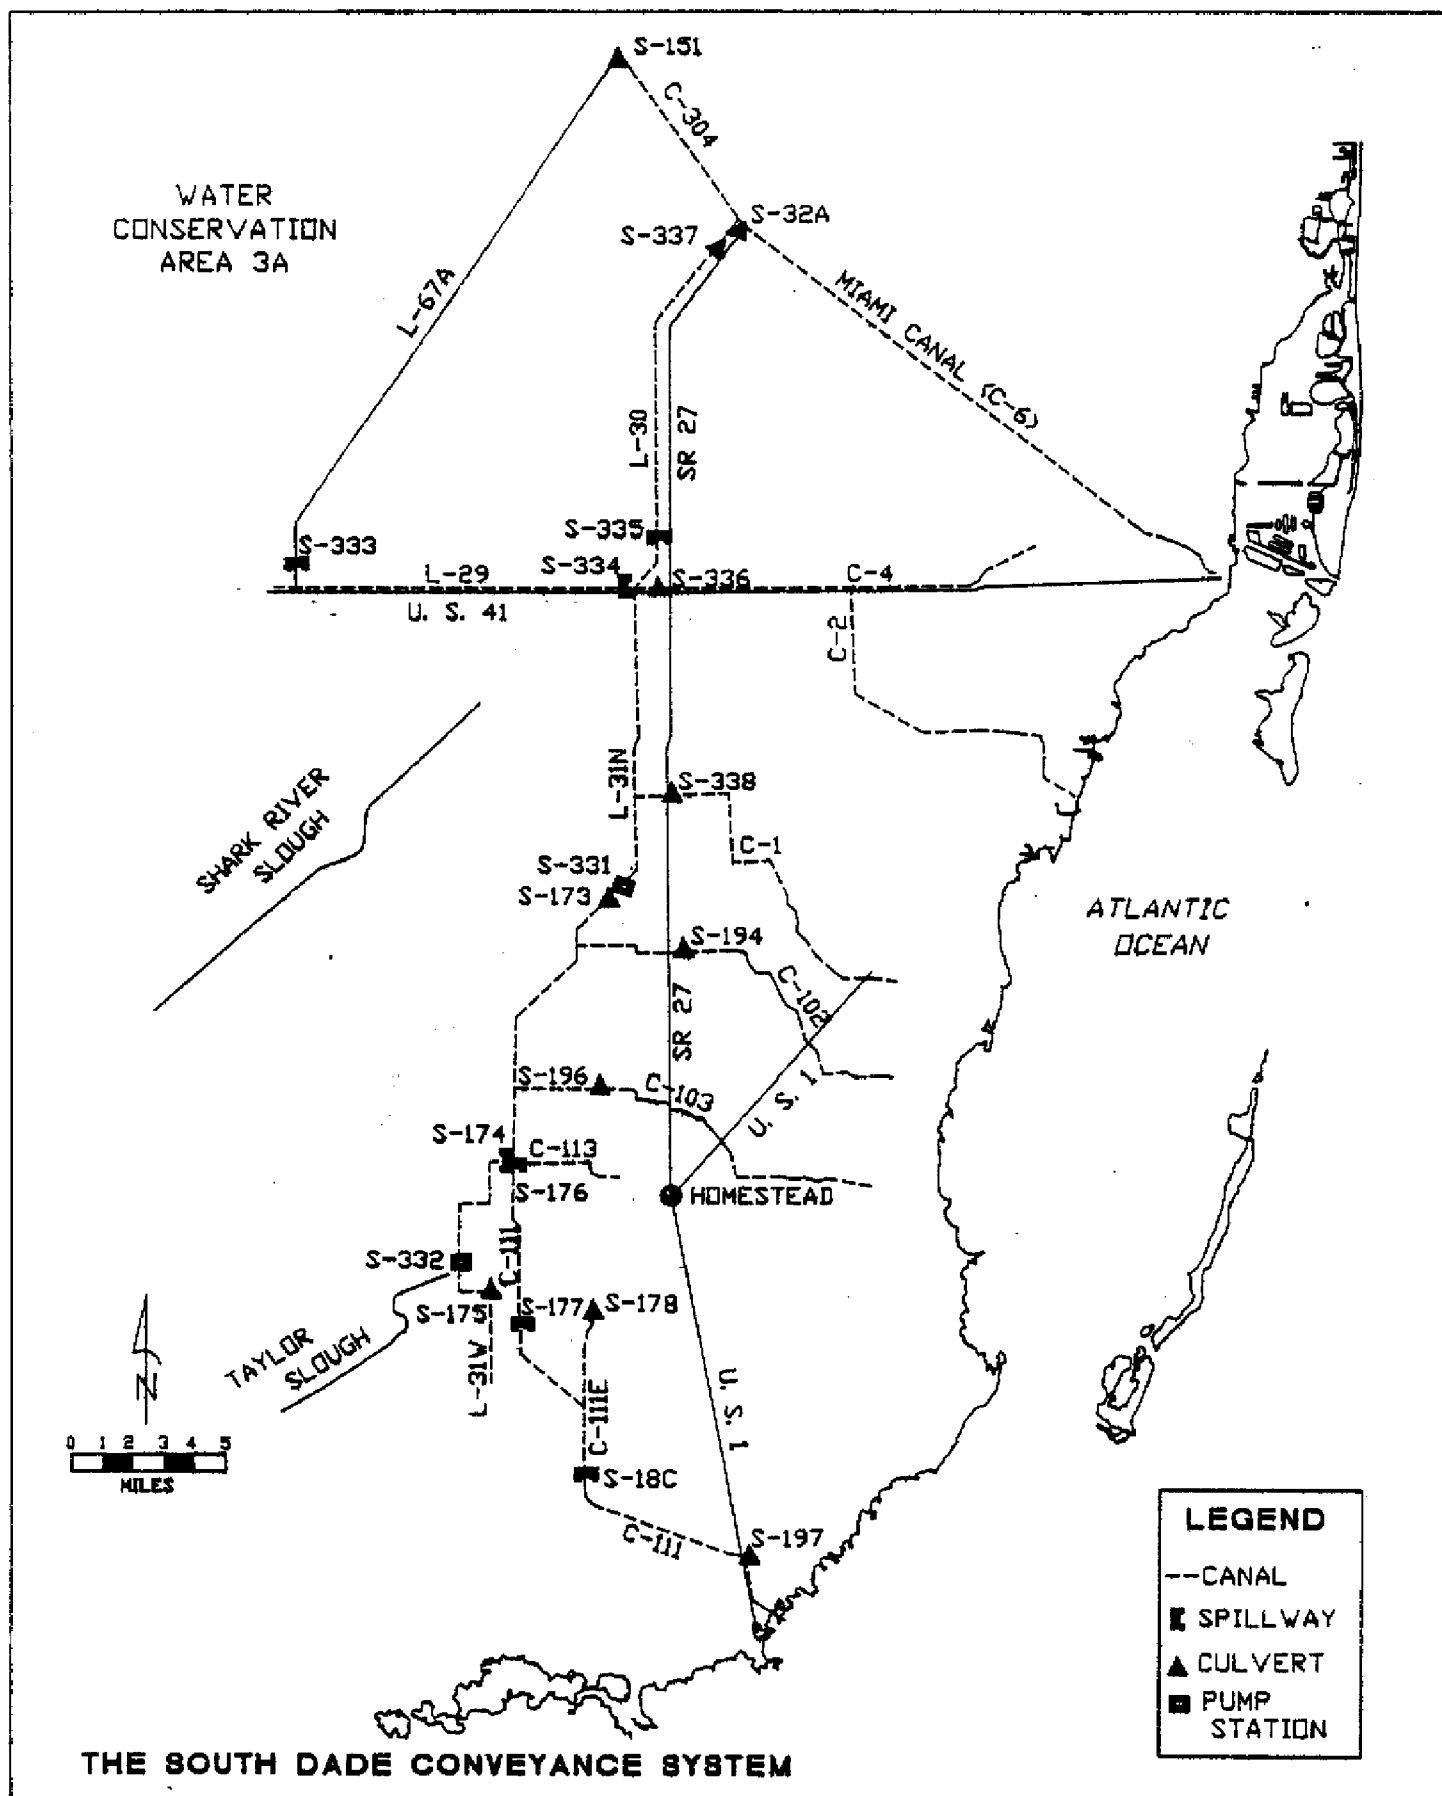 S-151
C-304
WATER
CONSERVATION
AREA 3A
S-32A
S-337
L-67A
MIAMI CANAL (C-6)
L-30
SR 27
S-335
S-333
S-334
L-29
S-336
C-4
U. S. 41
C-2
SHARK RIVER
SLOUGH
L-31N
S-338
C-1
S-331
S-173
ATLANTIC
OCEAN
S-194
C-102
SR 27
S-196
C-103
U. S. 1
S-174
C-113
S-176
HOMESTEAD
C-111
S-332
S-175
S-177
S-178
TAYLOR
SLOUGH
L-31W
N
U. S. 1
C-111E
0 1 2 3 4 5
MILES
S-18C
C-111
S-197
LEGEND
CANAL
SPILLWAY
CULVERT
PUMP
STATION
THE SOUTH DADE CONVEYANCE SYSTEM